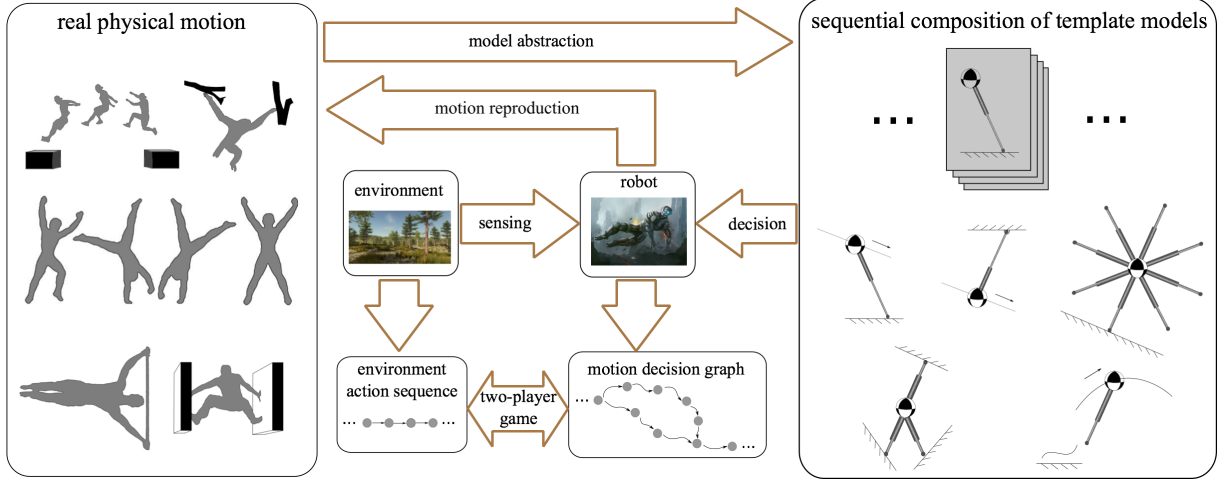 real physical motion
model abstraction
motion reproduction
environment
sensing
robot
decision
environment
action sequence
...
...
two-player
game
motion decision graph
...
...
sequential composition of template models
...
...